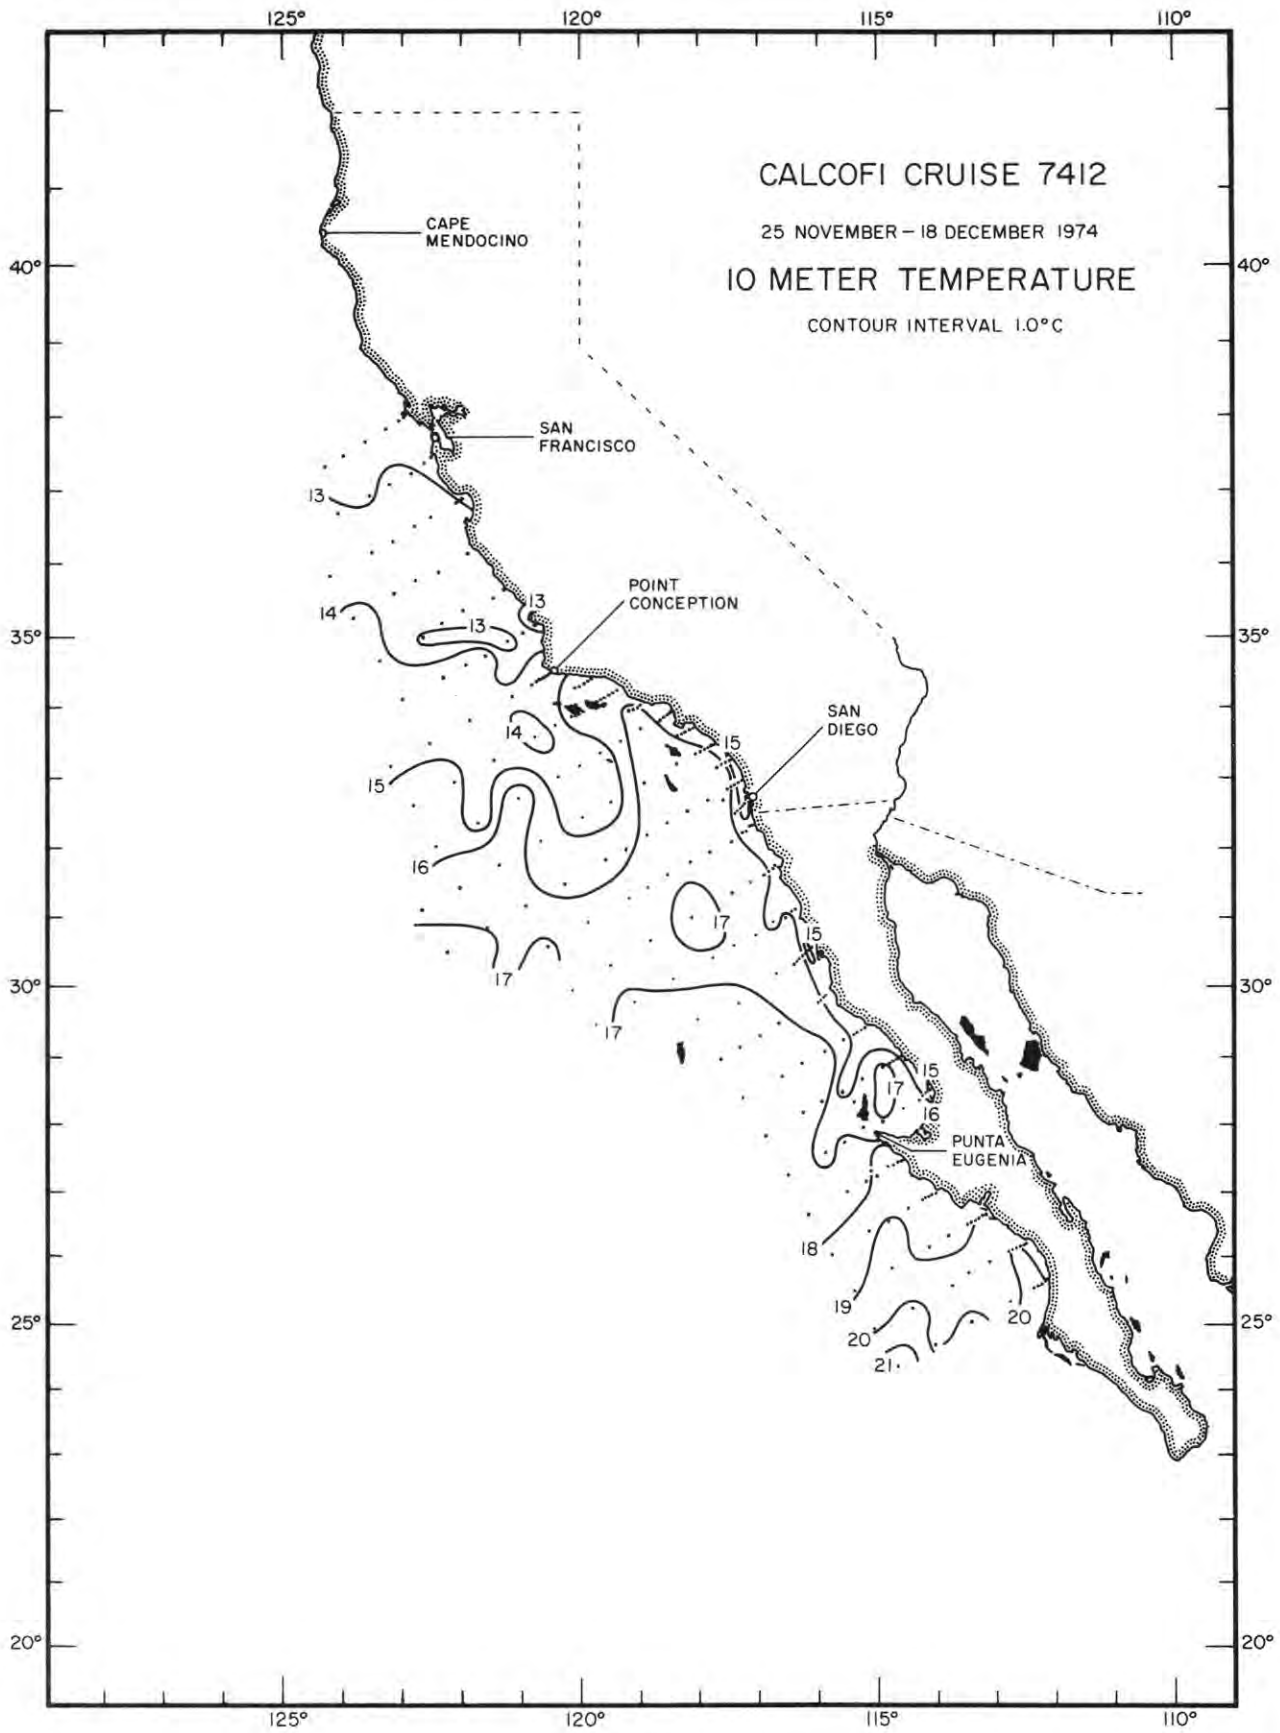 125°
120°
115°
110°
CALCOFI CRUISE 7412
25 NOVEMBER – 18 DECEMBER 1974
10 METER TEMPERATURE
CONTOUR INTERVAL 1.0°C
CAPE
MENDOCINO
40°
40°
SAN
FRANCISCO
13
POINT
CONCEPTION
13
14
13
35°
35°
SAN
DIEGO
14
15
15
16
17
15
17
30°
30°
17
15
17
16
PUNTA
EUGENIA
18
19
20
20
21
25°
25°
20°
20°
125°
120°
115°
110°